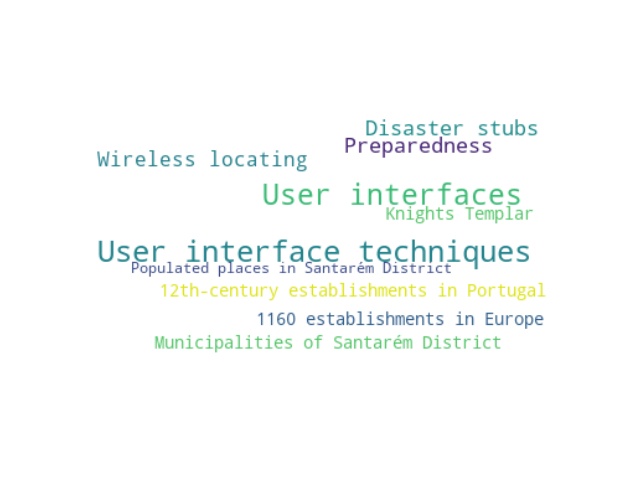 Disaster stubs
Preparedness
Wireless locating
User interfaces
Knights Templar
User interface techniques
Populated places in Santarém District
12th-century establishments in Portugal
1160 establishments in Europe
Municipalities of Santarém District